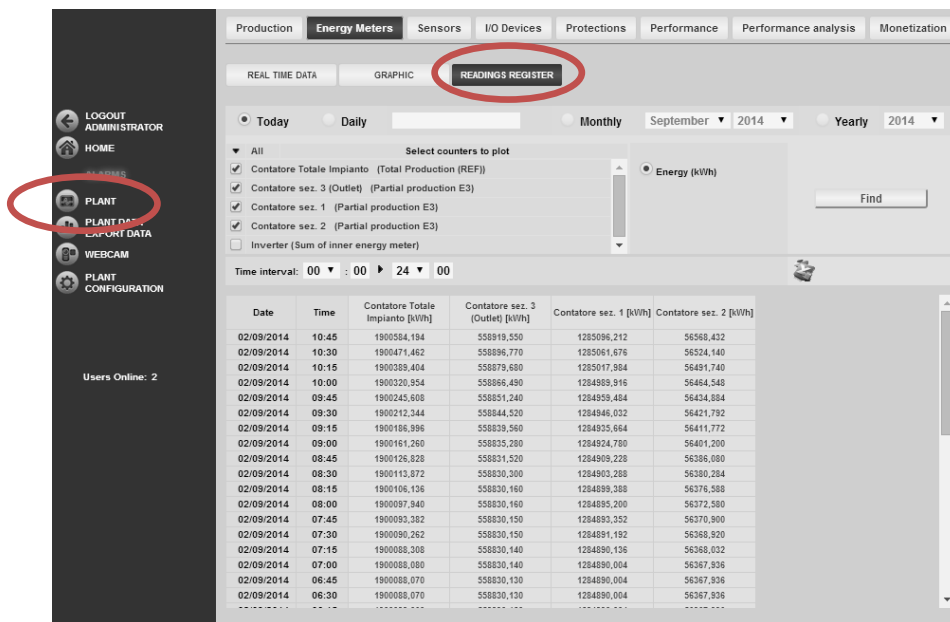 Production Energy Meters Sensors I/O Devices Protections Performance Performance analysis Monetization
REAL TIME DATA GRAPHIC READINGS REGISTER
LOGOUT
ADMINISTRATOR
HOME
ALARMS
PLANT
PLANT DATA
EXPORT DATA
WEBCAM
PLANT
CONFIGURATION
Users Online: 2
Today Daily Monthly September 2014 Yearly 2014
All Select counters to plot
Contatore Totale Impianto (Total Production (REF))
Contatore sez. 3 (Outlet) (Partial production E3)
Contatore sez. 1 (Partial production E3)
Contatore sez. 2 (Partial production E3)
Inverter (Sum of inner energy meter)
Energy (kWh)
Find
Time interval: 00 : 00 24 00
Date Time Contatore Totale Impianto [kWh] Contatore sez. 3 (Outlet) [kWh] Contatore sez. 1 [kWh] Contatore sez. 2 [kWh]
02/09/2014 10:45 1900584,194 558919,550 1285096,212 56568,432
02/09/2014 10:30 1900471,462 558896,770 1285061,676 56524,140
02/09/2014 10:15 1900389,404 558879,680 1285017,984 56491,740
02/09/2014 10:00 1900320,954 558866,490 1284989,916 56464,548
02/09/2014 09:45 1900245,608 558851,240 1284959,484 56434,884
02/09/2014 09:30 1900212,344 558844,520 1284946,032 56421,792
02/09/2014 09:15 1900186,996 558839,560 1284935,664 56411,772
02/09/2014 09:00 1900161,260 558835,280 1284924,780 56401,200
02/09/2014 08:45 1900126,828 558831,520 1284909,228 56386,080
02/09/2014 08:30 1900113,872 558830,300 1284903,288 56380,284
02/09/2014 08:15 1900106,136 558830,160 1284899,388 56376,588
02/09/2014 08:00 1900097,940 558830,160 1284895,200 56372,580
02/09/2014 07:45 1900093,382 558830,150 1284893,352 56370,900
02/09/2014 07:30 1900090,262 558830,150 1284891,192 56368,920
02/09/2014 07:15 1900088,308 558830,140 1284890,136 56368,032
02/09/2014 07:00 1900088,080 558830,140 1284890,004 56367,936
02/09/2014 06:45 1900088,070 558830,130 1284890,004 56367,936
02/09/2014 06:30 1900088,070 558830,130 1284890,004 56367,936